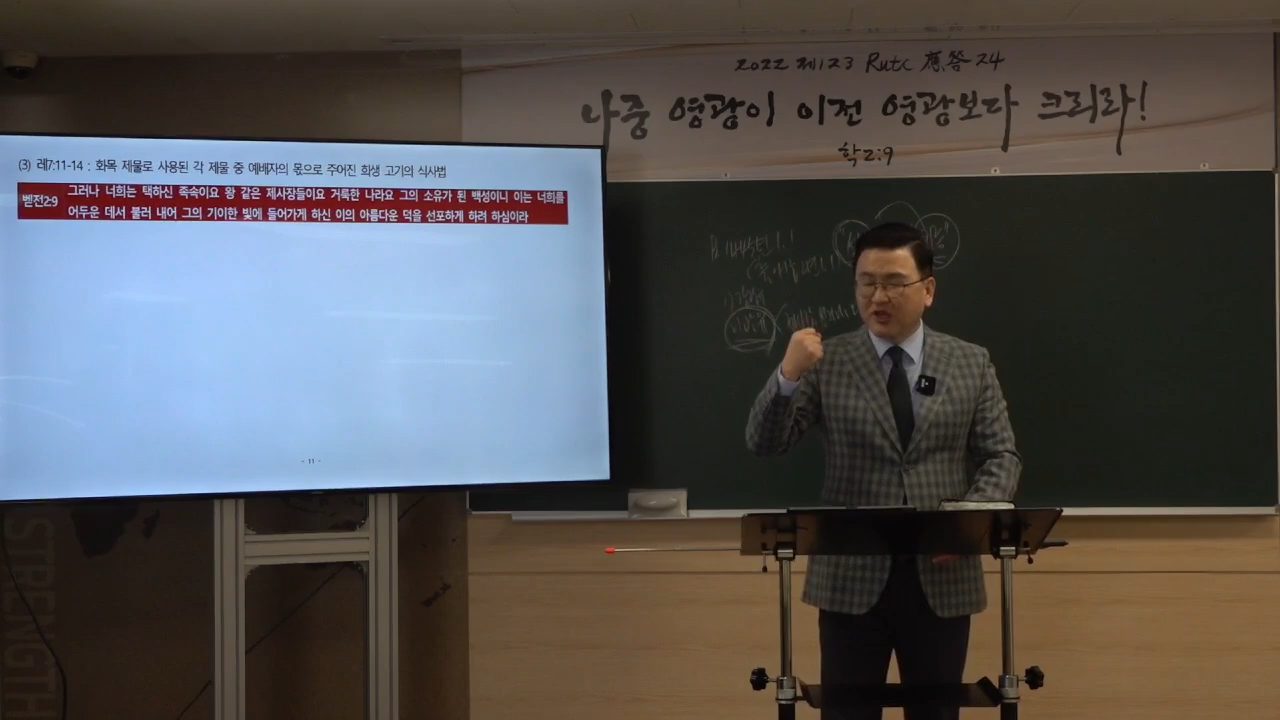 2022 제123 Rutc 應答 24
나중 영광이 이전 영광보다 크리라!
학2:9
(3) 레7:11-14 : 화목 제물로 사용된 각 제물 중 예배자의 몫으로 주어진 희생 고기의 식사법
벧전2:9
그러나 너희는 택하신 족속이요 왕 같은 제사장들이요 거룩한 나라요 그의 소유가 된 백성이니 이는 너희를
어두운 데서 불러 내어 그의 기이한 빛에 들어가게 하신 이의 아름다운 덕을 선포하게 하려 하심이라
- 11 -
STRENGTH